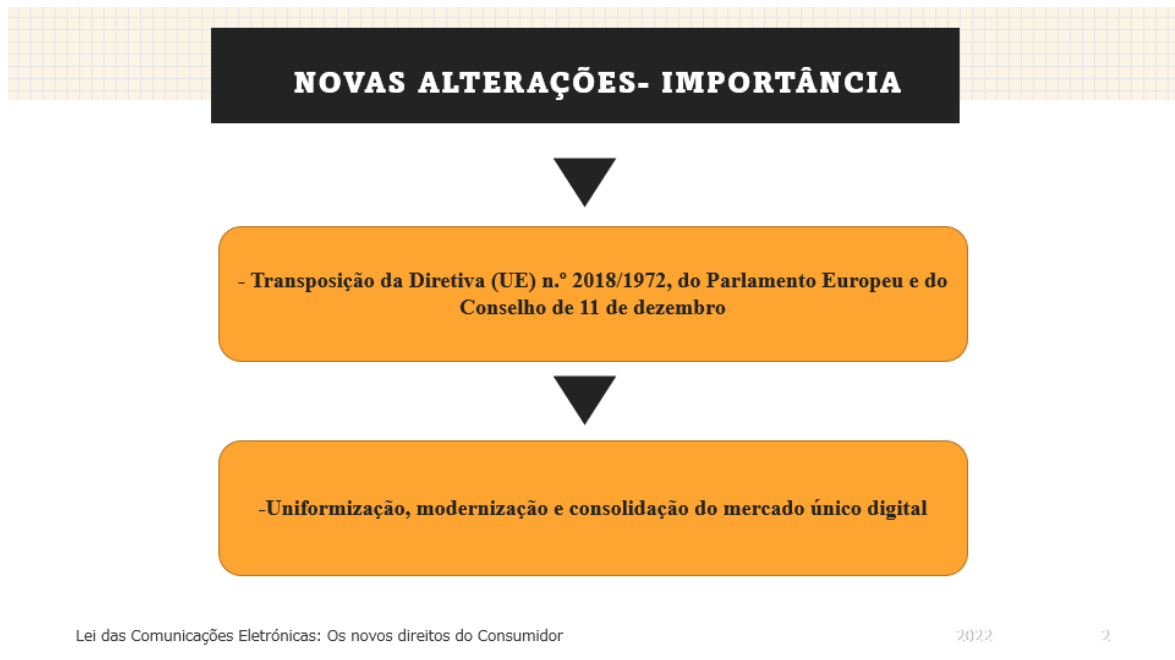 NOVAS ALTERAÇÕES- IMPORTÂNCIA
- Transposição da Diretiva (UE) n.º 2018/1972, do Parlamento Europeu e do
Conselho de 11 de dezembro
-Uniformização, modernização e consolidação do mercado único digital
Lei das Comunicações Eletrónicas: Os novos direitos do Consumidor
2022
2